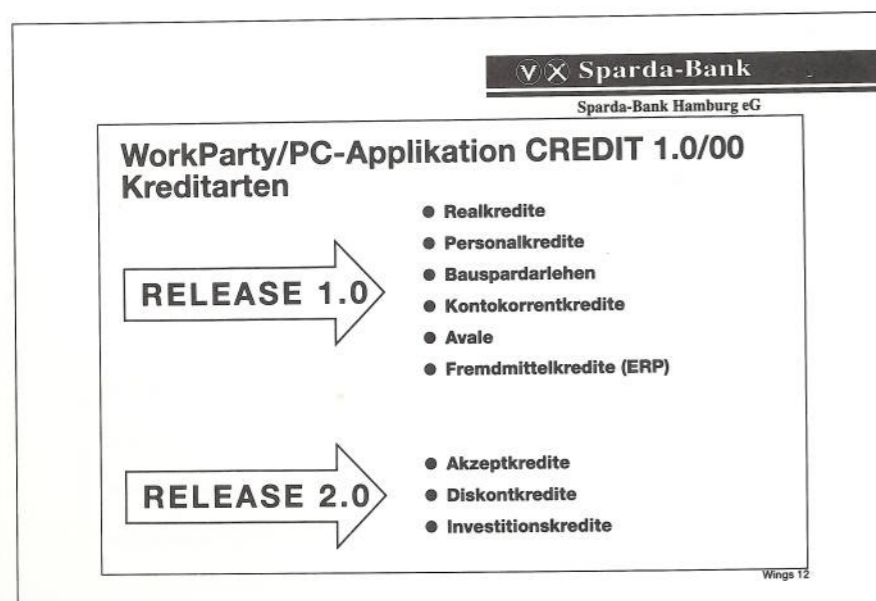 Sparda-Bank
Sparda-Bank Hamburg eG
WorkParty/PC-Applikation CREDIT 1.0/00
Kreditarten
RELEASE 1.0
● Realkredite
● Personalkredite
● Bauspardarlehen
● Kontokorrentkredite
● Avale
● Fremdmittelkredite (ERP)
RELEASE 2.0
● Akzeptkredite
● Diskontkredite
● Investitionskredite
Wings 12